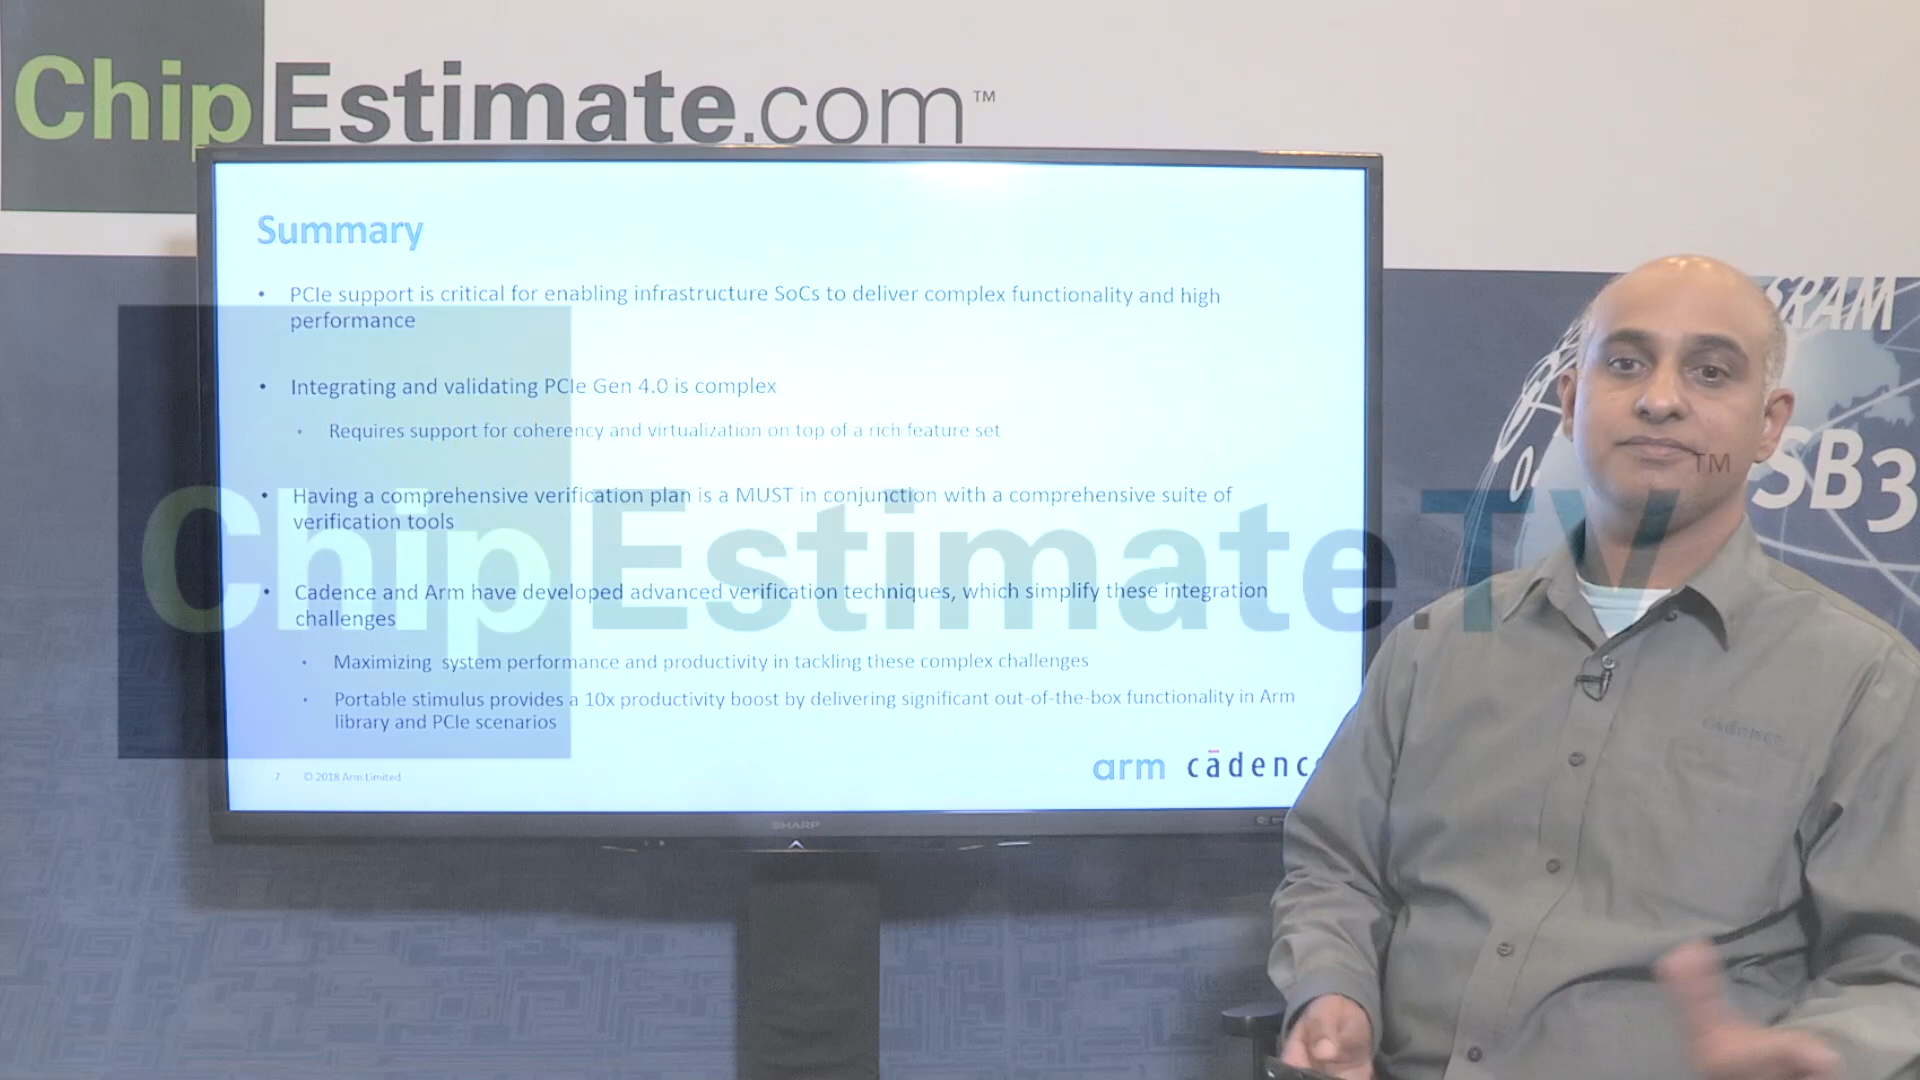 ChipEstimate.com™
Summary
• PCIe support is critical for enabling infrastructure SoCs to deliver complex functionality and high
performance
• Integrating and validating PCIe Gen 4.0 is complex
• Requires support for coherency and virtualization on top of a rich feature set
• Having a comprehensive verification plan is a MUST in conjunction with a comprehensive suite of
verification tools
• Cadence and Arm have developed advanced verification techniques, which simplify these integration
challenges
• Maximizing system performance and productivity in tackling these complex challenges
• Portable stimulus provides a 10x productivity boost by delivering significant out-of-the-box functionality in Arm
library and PCIe scenarios
7 © 2018 Arm Limited
arm cādenc
SHARP
ChipEstimate.TV™
SRAM
SB3
cadence